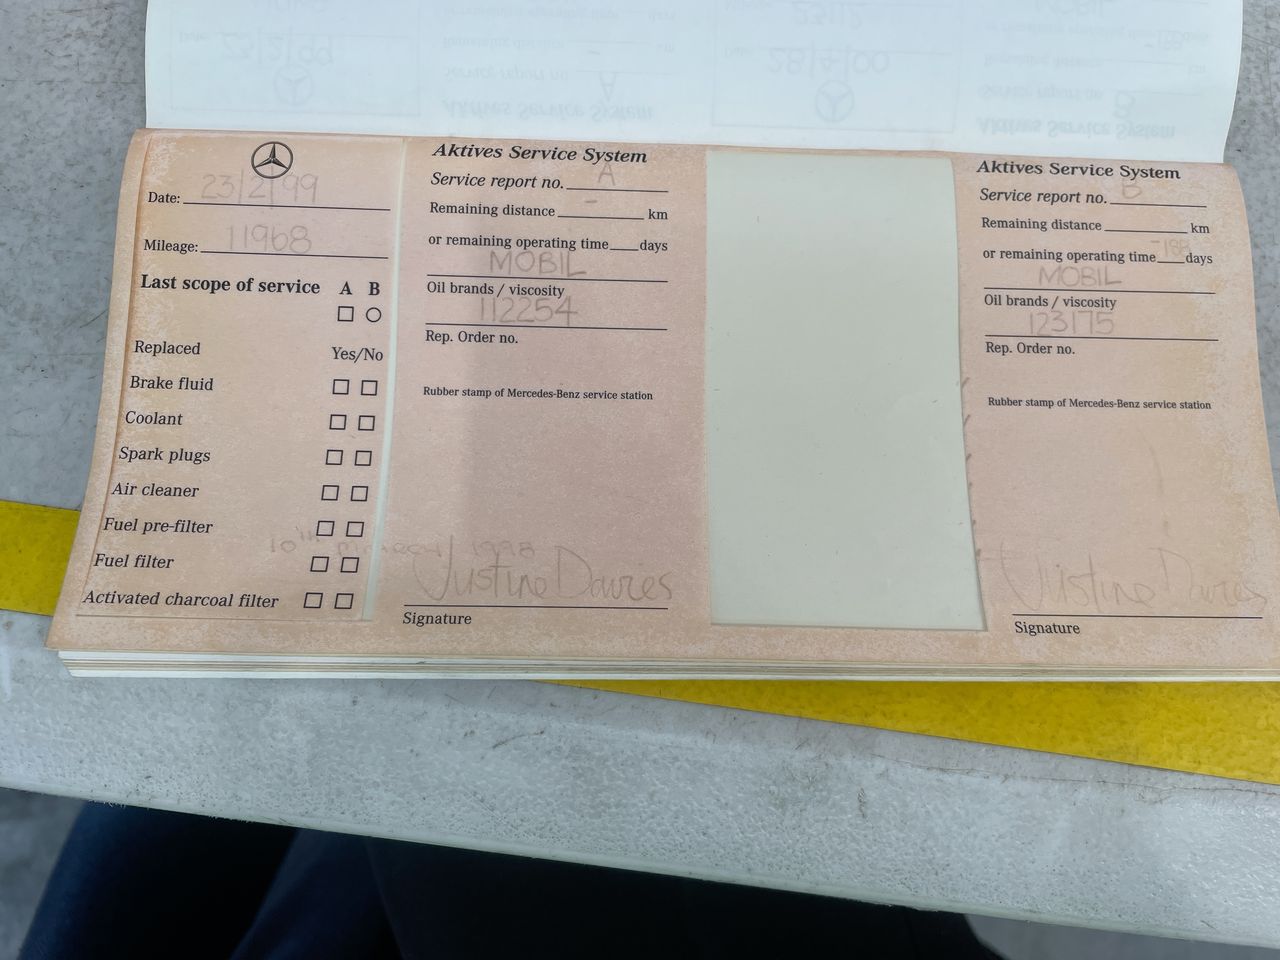 Date: 23/2/99
Mileage: 11968
Last scope of service A B
Replaced Yes/No
Brake fluid
Coolant
Spark plugs
Air cleaner
Fuel pre-filter
Fuel filter
Activated charcoal filter
Aktives Service System
Service report no. A
Remaining distance - km
or remaining operating time days
MOBIL
Oil brands / viscosity
112254
Rep. Order no.
Rubber stamp of Mercedes-Benz service station
10th 1998
Justine Davies
Signature
Aktives Service System
Service report no. B
Remaining distance km
or remaining operating time -188 days
MOBIL
Oil brands / viscosity
123175
Rep. Order no.
Rubber stamp of Mercedes-Benz service station
Justine Davies
Signature